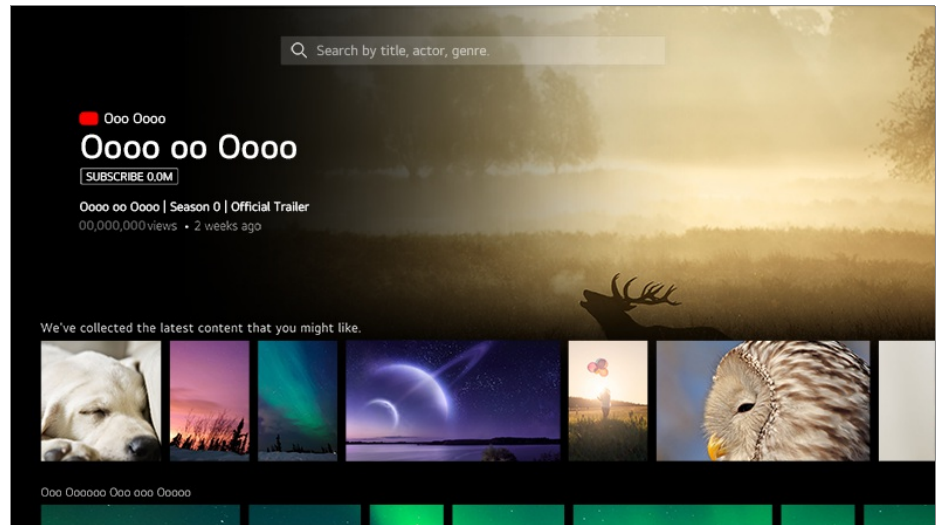 Search by title, actor, genre.
Ooo Oooo
Oooo oo Oooo
SUBSCRIBE 0.0M
Oooo oo Oooo | Season 0 | Official Trailer
00,000,000 views • 2 weeks ago
We've collected the latest content that you might like.
Ooo Oooooo Ooo ooo Ooooo